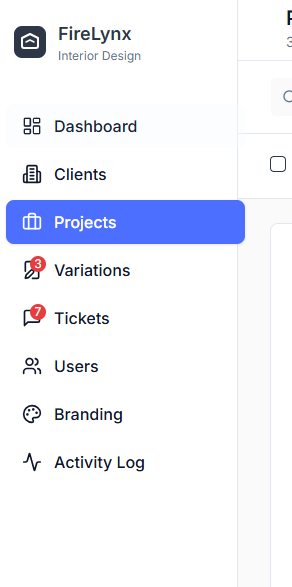 FireLynx
Interior Design
Dashboard
Clients
Projects
3
Variations
7
Tickets
Users
Branding
Activity Log